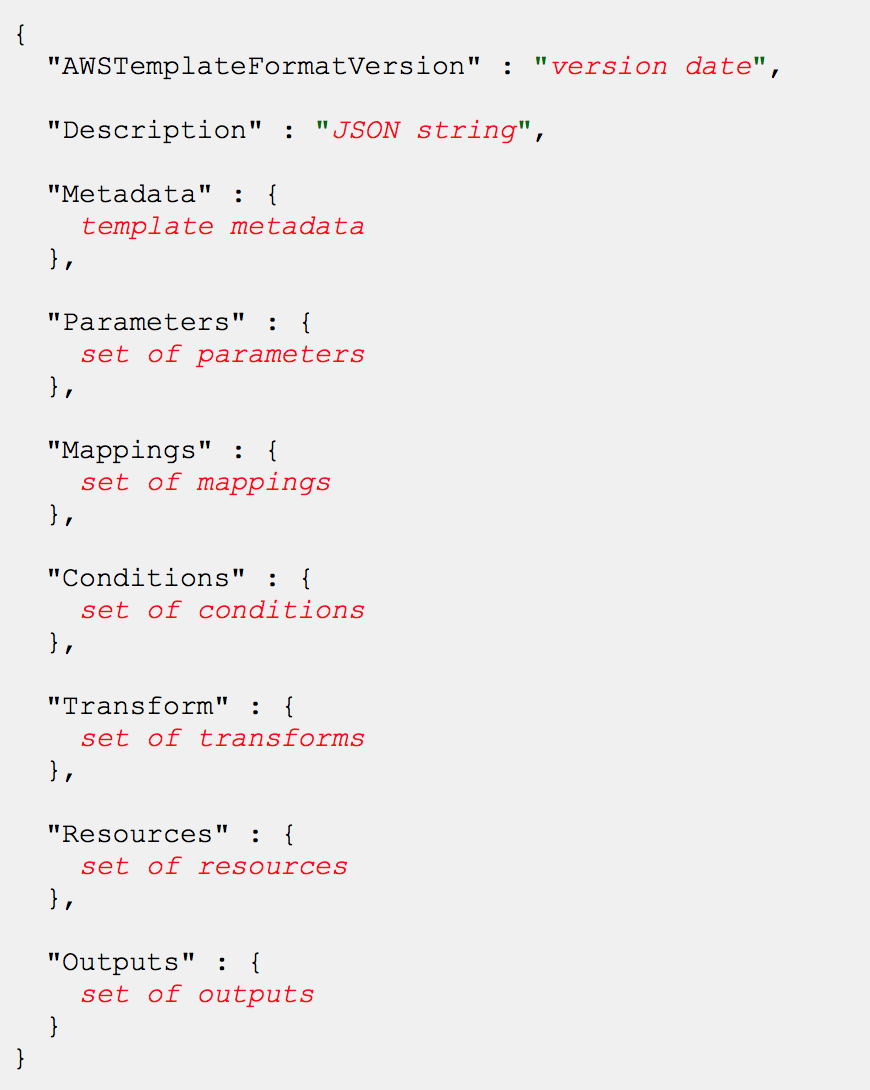 {
"AWSTemplateFormatVersion" : "version date",
"Description" : "JSON string",
"Metadata" : {
template metadata
},
"Parameters" : {
set of parameters
},
"Mappings" : {
set of mappings
},
"Conditions" : {
set of conditions
},
"Transform" : {
set of transforms
},
"Resources" : {
set of resources
},
"Outputs" : {
set of outputs
}
}